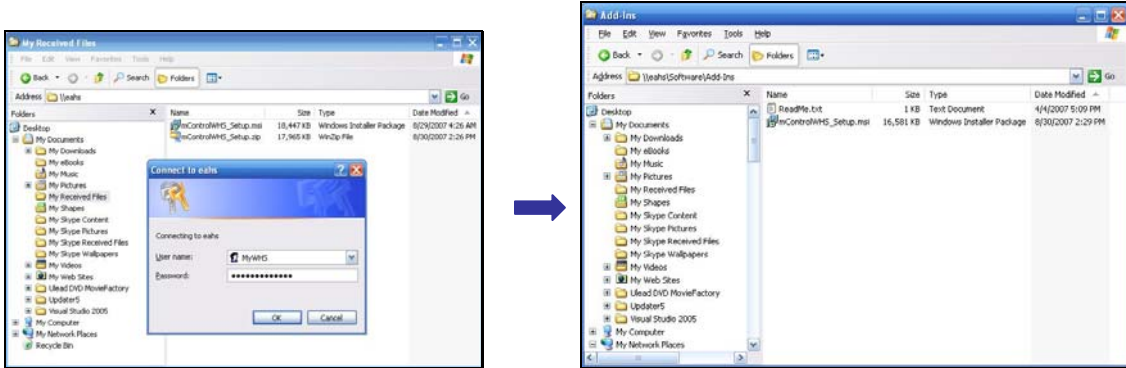 My Received Files
File Edit View Favorites Tools Help
Back Search Folders
Address \\eahs Go
Folders X Name Size Type Date Modified
Desktop
My Documents
My Downloads
My eBooks
My Music
My Pictures
My Received Files
My Shapes
My Skype Content
My Skype Pictures
My Skype Received Files
My Skype Wallpapers
My Videos
My Web Sites
Ulead DVD MovieFactory
Updater5
Visual Studio 2005
My Computer
My Network Places
Recycle Bin
mControlWHS_Setup.msi 18,447 KB Windows Installer Package 8/29/2007 4:26 AM
mControlWHS_Setup.zip 17,965 KB WinZip File 8/30/2007 2:26 PM
Connect to eahs
Connecting to eahs
User name: MyWHS
Password:
OK Cancel
Add-Ins
File Edit View Favorites Tools Help
Back Search Folders
Address \\eahs\Software\Add-Ins Go
Folders X Name Size Type Date Modified
Desktop
My Documents
My Downloads
My eBooks
My Music
My Pictures
My Received Files
My Shapes
My Skype Content
My Skype Pictures
My Skype Received Files
My Skype Wallpapers
My Videos
My Web Sites
Ulead DVD MovieFactory
Updater5
Visual Studio 2005
My Computer
My Network Places
ReadMe.txt 1 KB Text Document 4/4/2007 5:09 PM
mControlWHS_Setup.msi 16,581 KB Windows Installer Package 8/30/2007 2:29 PM